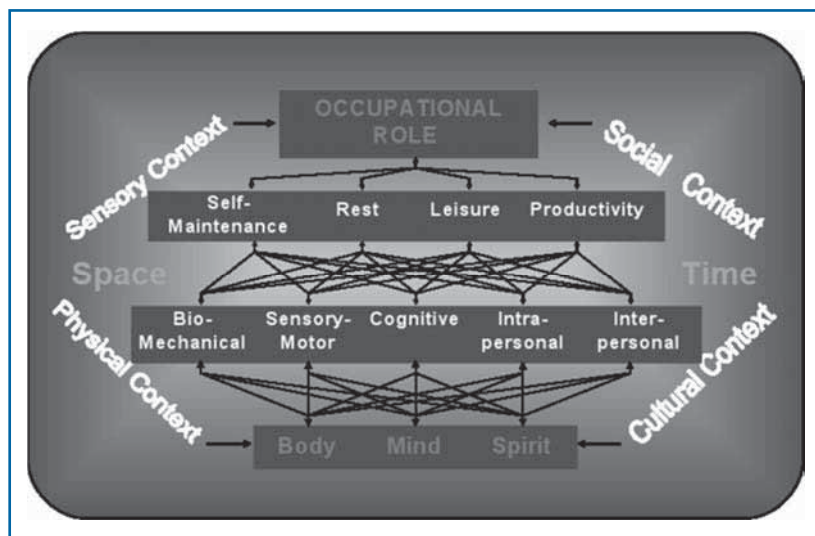 OCCUPATIONAL
ROLE
Sensory Context
Social Context
Self-
Maintenance
Rest
Leisure
Productivity
Space
Time
Bio-
Mechanical
Sensory-
Motor
Cognitive
Intra-
personal
Inter-
personal
Physical Context
Cultural Context
Body
Mind
Spirit